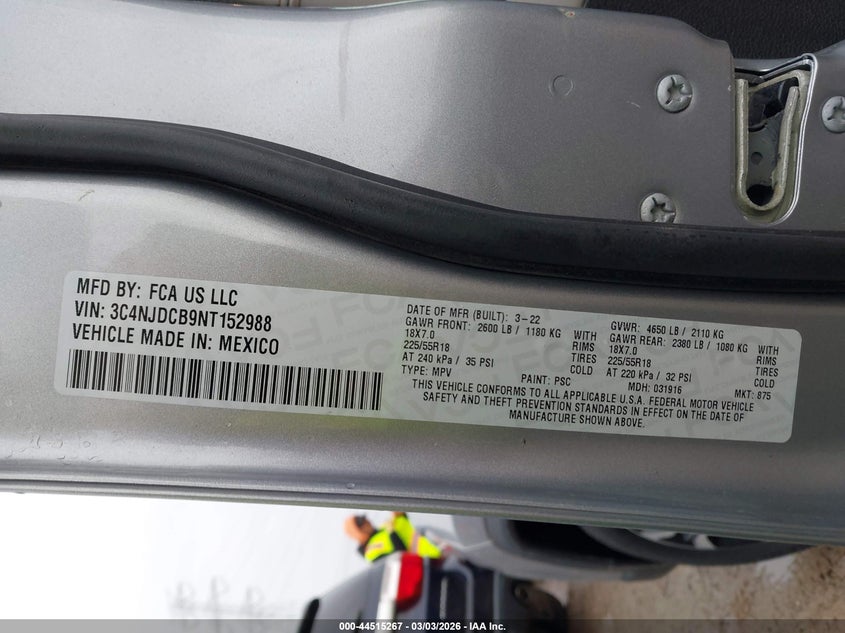 MFD BY: FCA US LLC
VIN: 3C4NJDCB9NT152988
VEHICLE MADE IN: MEXICO
DATE OF MFR (BUILT): 3-22
GAWR FRONT: 2600 LB / 1180 KG WITH
18X7.0 RIMS
225/55R18 TIRES
AT 240 kPa / 35 PSI COLD
TYPE: MPV PAINT: PSC
GVWR: 4650 LB / 2110 KG
GAWR REAR: 2380 LB / 1080 KG WITH
18X7.0 RIMS
225/55R18 TIRES
AT 220 kPa / 32 PSI COLD
MDH: 031916 MKT: 875
THIS VEHICLE CONFORMS TO ALL APPLICABLE U.S.A. FEDERAL MOTOR VEHICLE
SAFETY AND THEFT PREVENTION STANDARDS IN EFFECT ON THE DATE OF
MANUFACTURE SHOWN ABOVE.
000-44515267 - 03/03/2026 - IAA Inc.